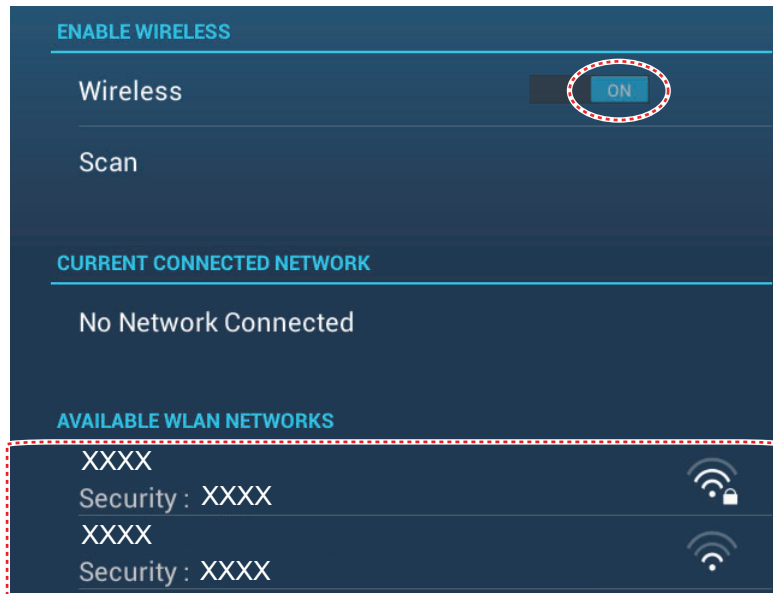 ENABLE WIRELESS
Wireless ON
Scan
CURRENT CONNECTED NETWORK
No Network Connected
AVAILABLE WLAN NETWORKS
XXXX
Security : XXXX
XXXX
Security : XXXX